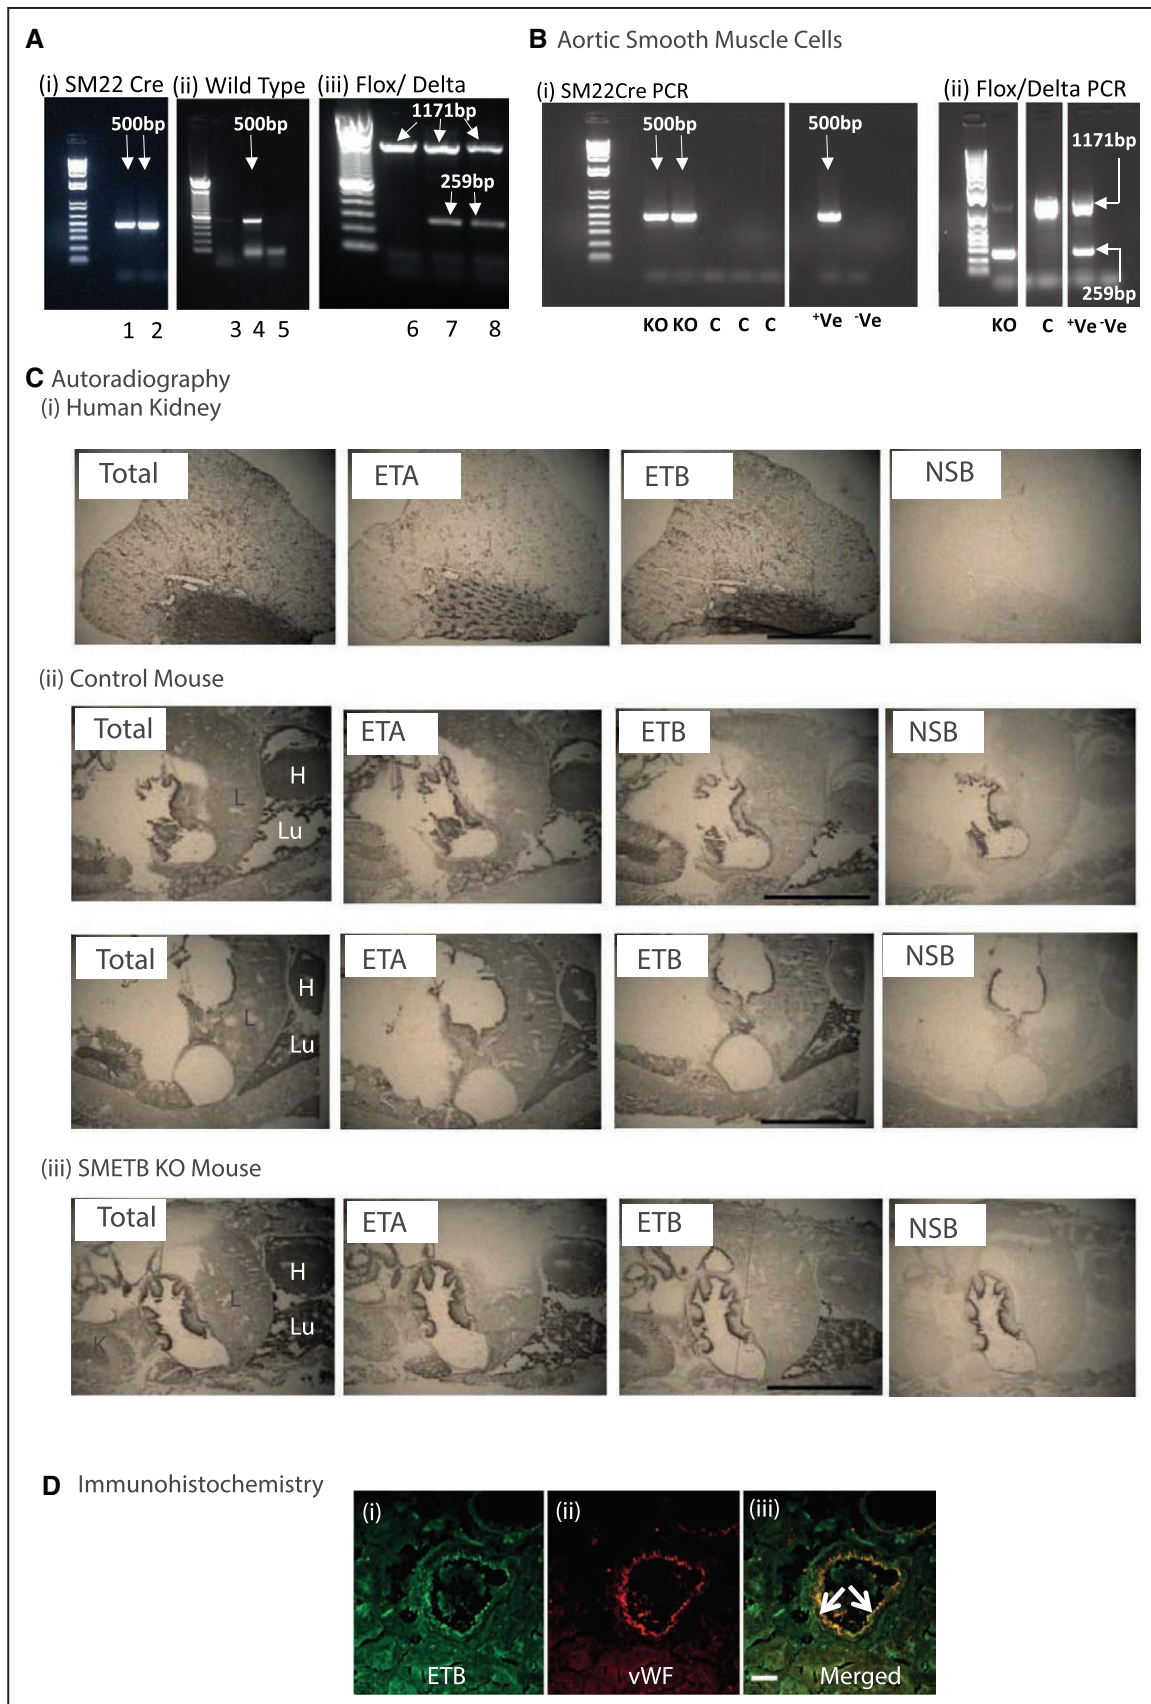 A
(i) SM22 Cre (ii) Wild Type (iii) Flox/ Delta
500bp 500bp 1171bp
259bp
1 2 3 4 5 6 7 8
B Aortic Smooth Muscle Cells
(i) SM22Cre PCR (ii) Flox/Delta PCR
500bp 500bp 1171bp
259bp
KO KO C C C +Ve -Ve KO C +Ve -Ve
C Autoradiography
(i) Human Kidney
Total ETA ETB NSB
(ii) Control Mouse
Total ETA ETB NSB
H
L
Lu
K
Total ETA ETB NSB
H
L
Lu
K
(iii) SMETB KO Mouse
Total ETA ETB NSB
H
L
Lu
K
D Immunohistochemistry
(i) (ii) (iii)
ETB vWF Merged